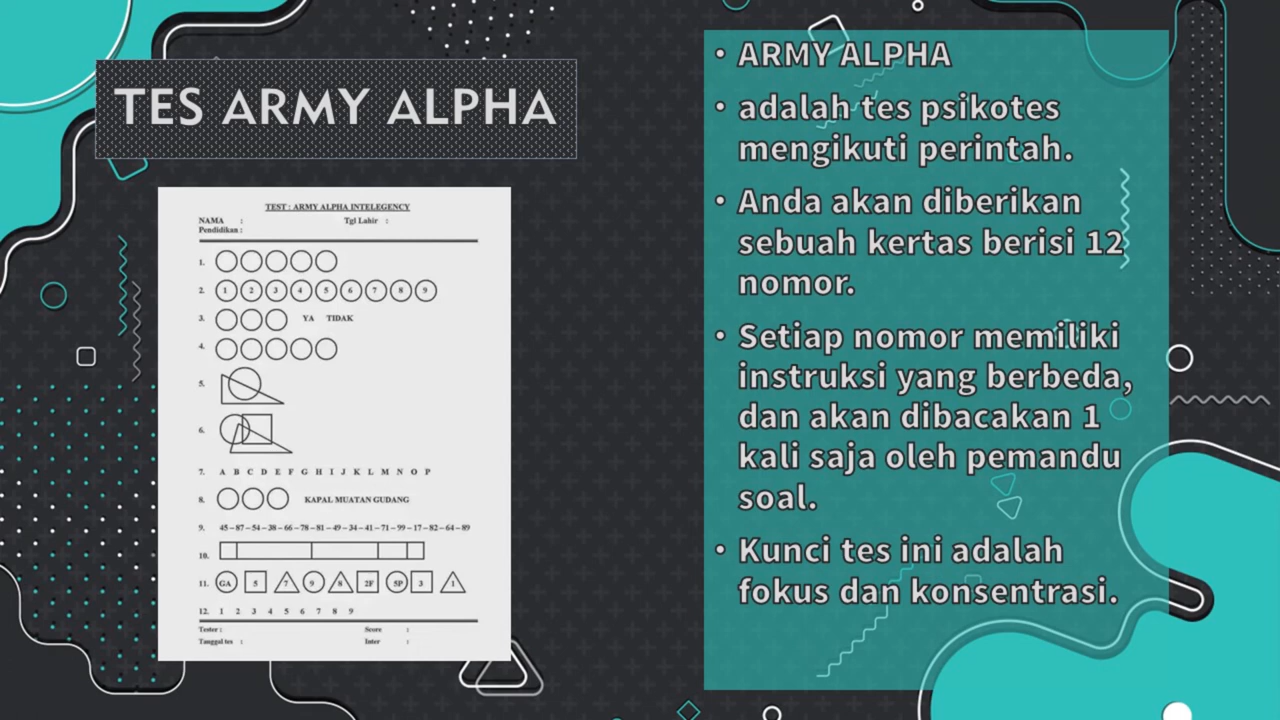 TES ARMY ALPHA
TEST : ARMY ALPHA INTELEGENCY
NAMA : Tgl Lahir :
Pendidikan :
1.
2. 1 2 3 4 5 6 7 8 9
3. YA TIDAK
4.
5.
6.
7. A B C D E F G H I J K L M N O P
8. KAPAL MUATAN GUDANG
9. 45 – 87 – 54 – 38 – 66 – 78 – 81 – 49 – 34 – 41 – 71 – 99 – 17 – 82 – 64 – 89
10.
11. GA 5 7 9 8 2F 5P 3 1
12. 1 2 3 4 5 6 7 8 9
Tester : Score :
Tanggal tes : Inter :
• ARMY ALPHA
• adalah tes psikotes
mengikuti perintah.
• Anda akan diberikan
sebuah kertas berisi 12
nomor.
• Setiap nomor memiliki
instruksi yang berbeda,
dan akan dibacakan 1
kali saja oleh pemandu
soal.
• Kunci tes ini adalah
fokus dan konsentrasi.